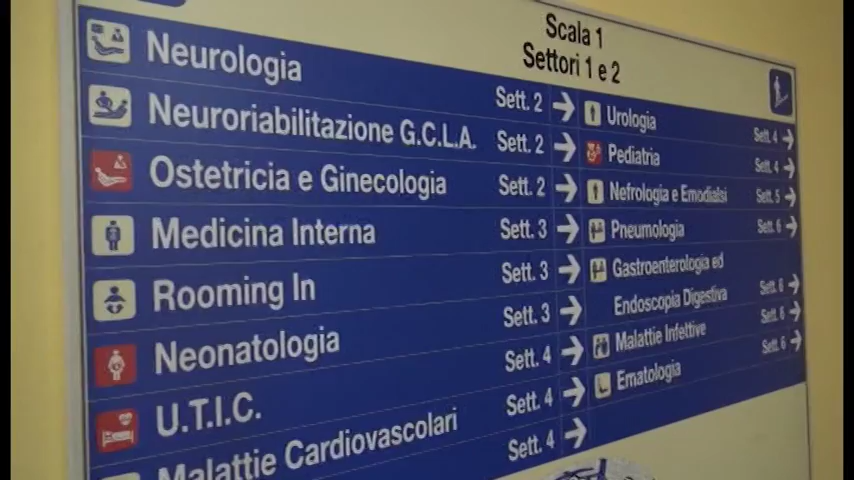 Scala 1
Settori 1 e 2
Neurologia Sett. 2
Neuroriabilitazione G.C.L.A. Sett. 2
Ostetricia e Ginecologia Sett. 2
Medicina Interna Sett. 3
Rooming In Sett. 3
Neonatologia Sett. 3
U.T.I.C. Sett. 4
Malattie Cardiovascolari Sett. 4
Sett. 4
Urologia Sett. 4
Pediatria Sett. 4
Nefrologia e Emodialsi Sett. 5
Pneumologia Sett. 6
Gastroenterologia ed
Endoscopia Digestiva Sett. 6
Malattie Infettive Sett. 6
Ematologia Sett. 6